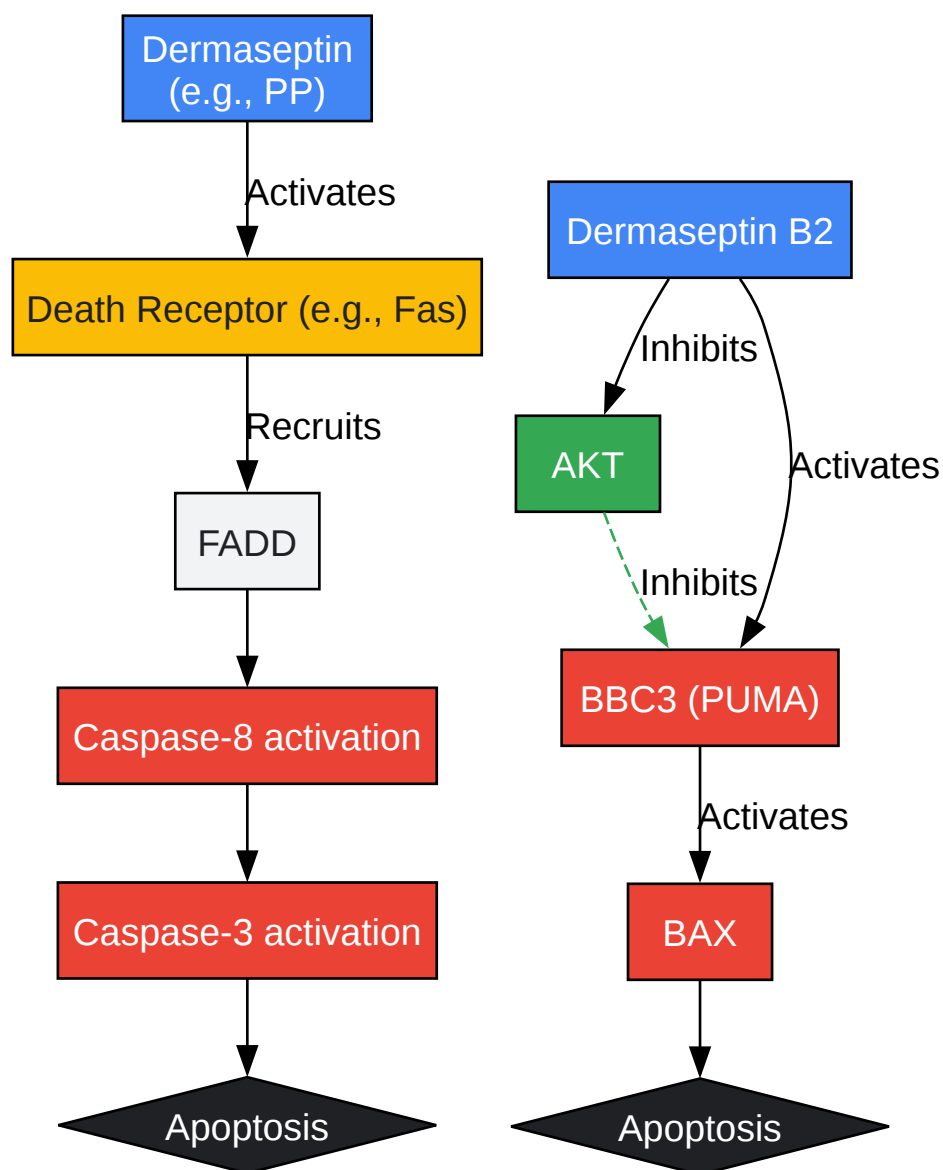 Dermaseptin
(e.g., PP)
Activates
Death Receptor (e.g., Fas)
Recruits
FADD
Caspase-8 activation
Caspase-3 activation
Apoptosis
Dermaseptin B2
Inhibits
AKT
Activates
Inhibits
BBC3 (PUMA)
Activates
BAX
Apoptosis